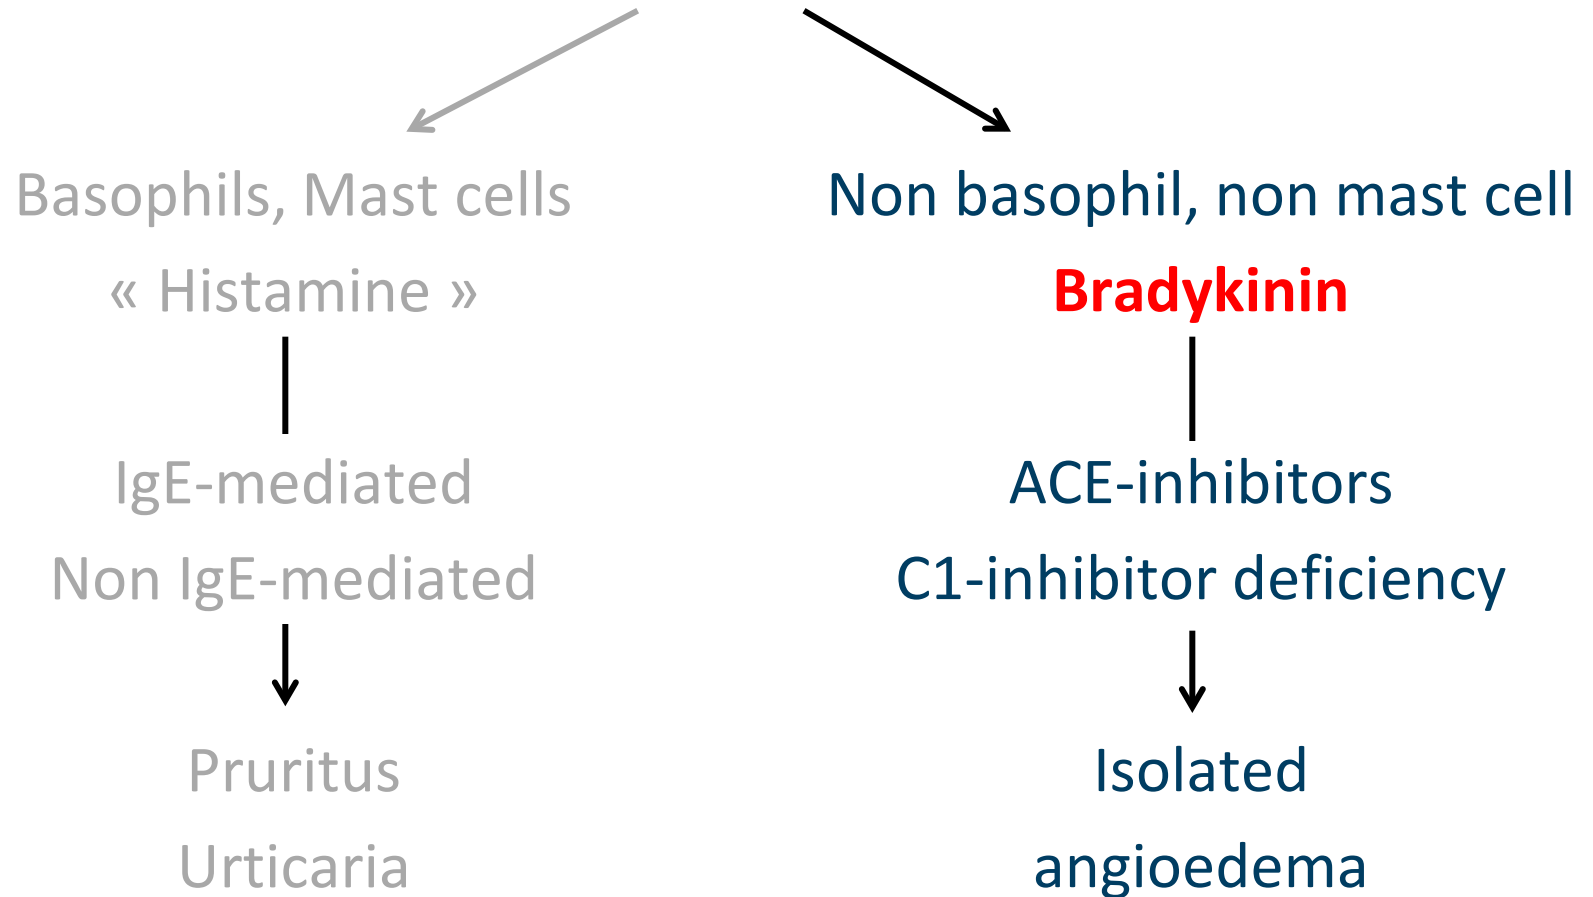 Basophils, Mast cells
« Histamine »
IgE-mediated
Non IgE-mediated
Pruritus
Urticaria
Non basophil, non mast cell
Bradykinin
ACE-inhibitors
C1-inhibitor deficiency
Isolated
angioedema